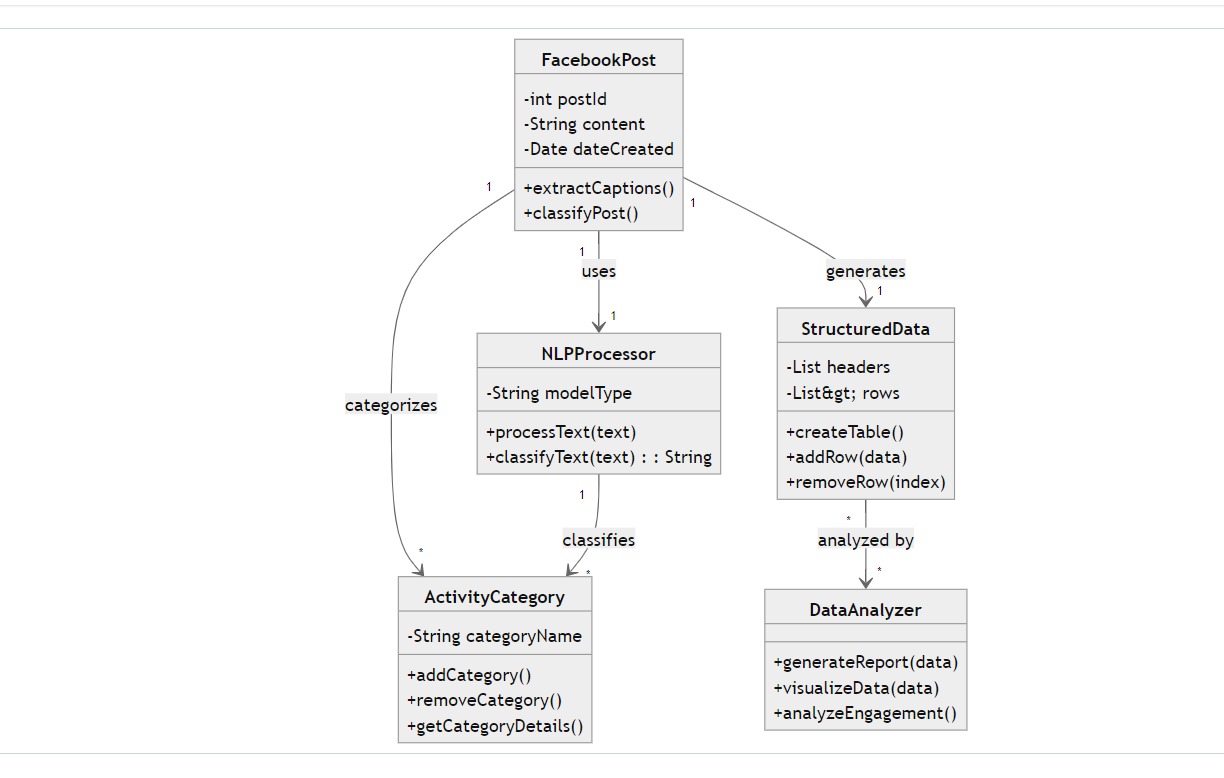 FacebookPost
-int postId
-String content
-Date dateCreated
+extractCaptions()
+classifyPost()
1
1
1
uses
generates
1
1
NLPProcessor
-String modelType
+processText(text)
+classifyText(text) : : String
StructuredData
-List headers
-List&gt; rows
+createTable()
+addRow(data)
+removeRow(index)
categorizes
1
classifies
*
*
*
analyzed by
*
ActivityCategory
-String categoryName
+addCategory()
+removeCategory()
+getCategoryDetails()
DataAnalyzer
+generateReport(data)
+visualizeData(data)
+analyzeEngagement()